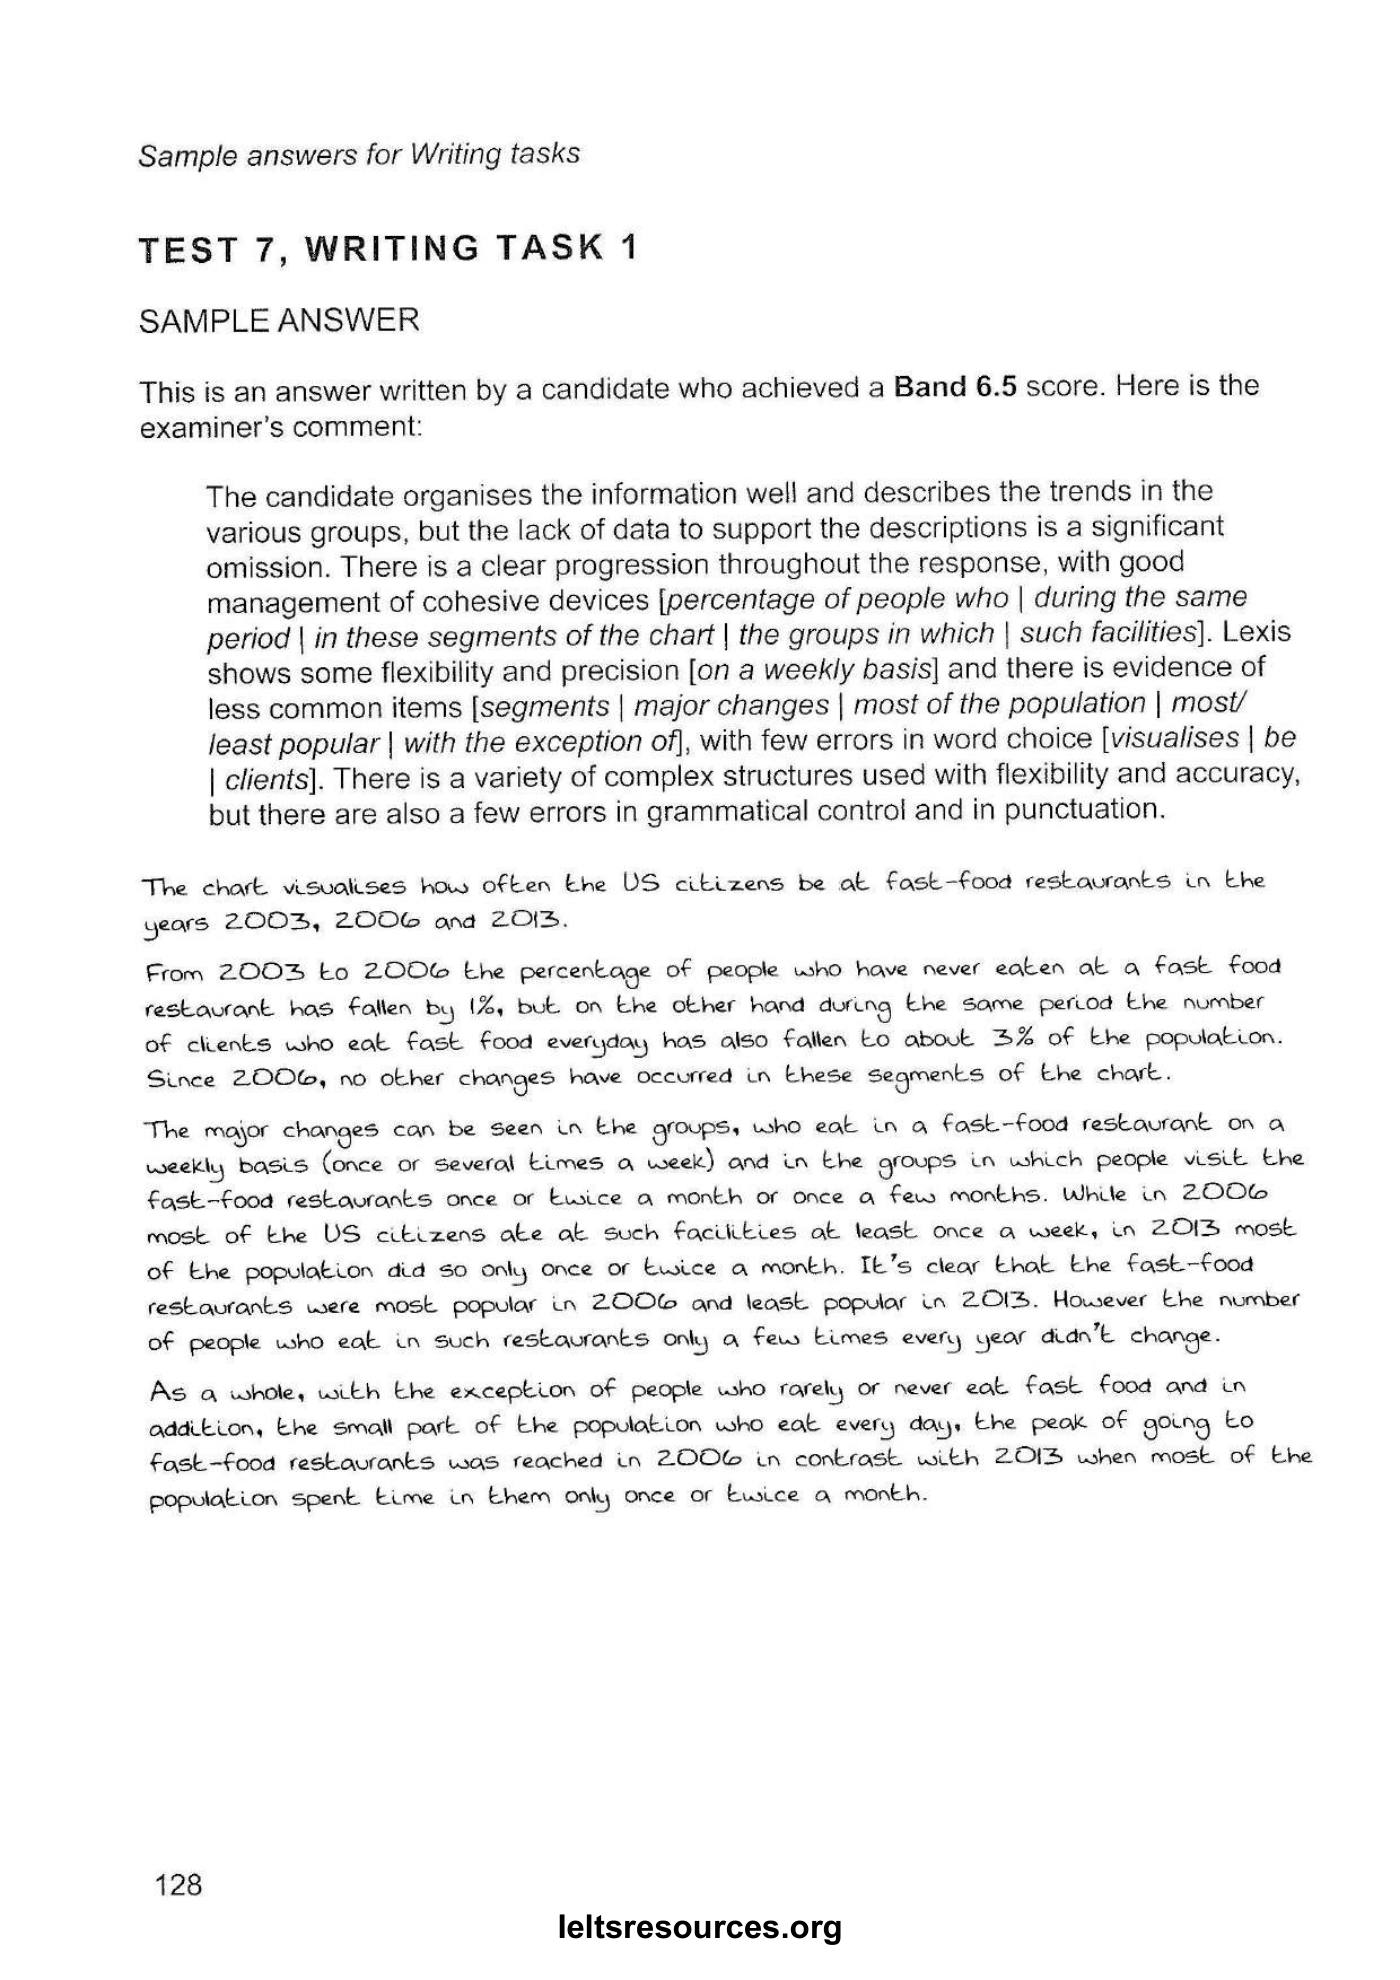 Sample answers for Writing tasks
TEST 7, WRITING TASK 1
SAMPLE ANSWER
This is an answer written by a candidate who achieved a Band 6.5 score. Here is the
examiner's comment:
The candidate organises the information well and describes the trends in the
various groups, but the lack of data to support the descriptions is a significant
omission. There is a clear progression throughout the response, with good
management of cohesive devices [percentage of people who | during the same
period | in these segments of the chart | the groups in which | such facilities]. Lexis
shows some flexibility and precision [on a weekly basis] and there is evidence of
less common items [segments | major changes | most of the population | most/
least popular | with the exception of], with few errors in word choice [visualises | be
| clients]. There is a variety of complex structures used with flexibility and accuracy,
but there are also a few errors in grammatical control and in punctuation.
The chart visualises how often the US citizens be at fast-food restaurants in the
years 2003, 2006 and 2013.
From 2003 to 2006 the percentage of people who have never eaten at a fast food
restaurant has fallen by 1%, but on the other hand during the same period the number
of clients who eat fast food everyday has also fallen to about 3% of the population.
Since 2006, no other changes have occurred in these segments of the chart.
The major changes can be seen in the groups, who eat in a fast-food restaurant on a
weekly basis (once or several times a week) and in the groups in which people visit the
fast-food restaurants once or twice a month or once a few months. While in 2006
most of the US citizens ate at such facilities at least once a week, in 2013 most
of the population did so only once or twice a month. It's clear that the fast-food
restaurants were most popular in 2006 and least popular in 2013. However the number
of people who eat in such restaurants only a few times every year didn't change.
As a whole, with the exception of people who rarely or never eat fast food and in
addition, the small part of the population who eat every day, the peak of going to
fast-food restaurants was reached in 2006 in contrast with 2013 when most of the
population spent time in them only once or twice a month.
128
Ieltsresources.org